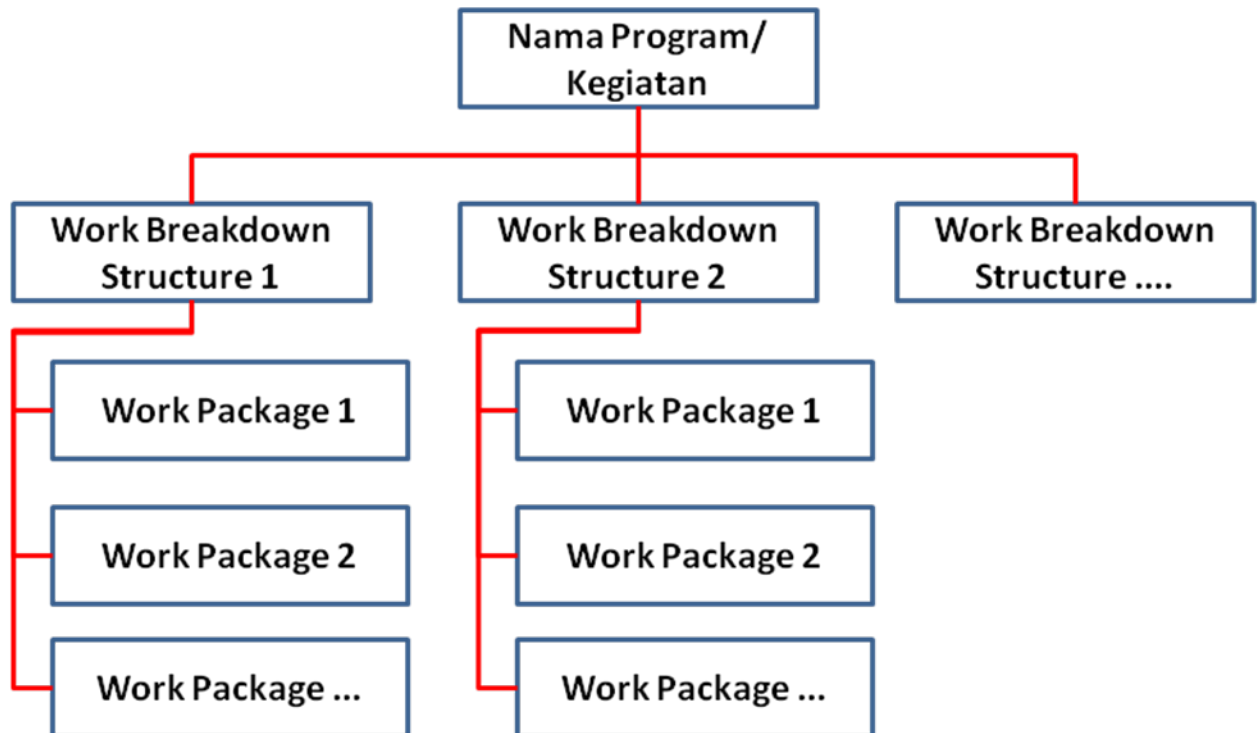 Nama Program/
Kegiatan
Work Breakdown
Structure 1
Work Breakdown
Structure 2
Work Breakdown
Structure ....
Work Package 1
Work Package 1
Work Package 2
Work Package 2
Work Package ...
Work Package ...